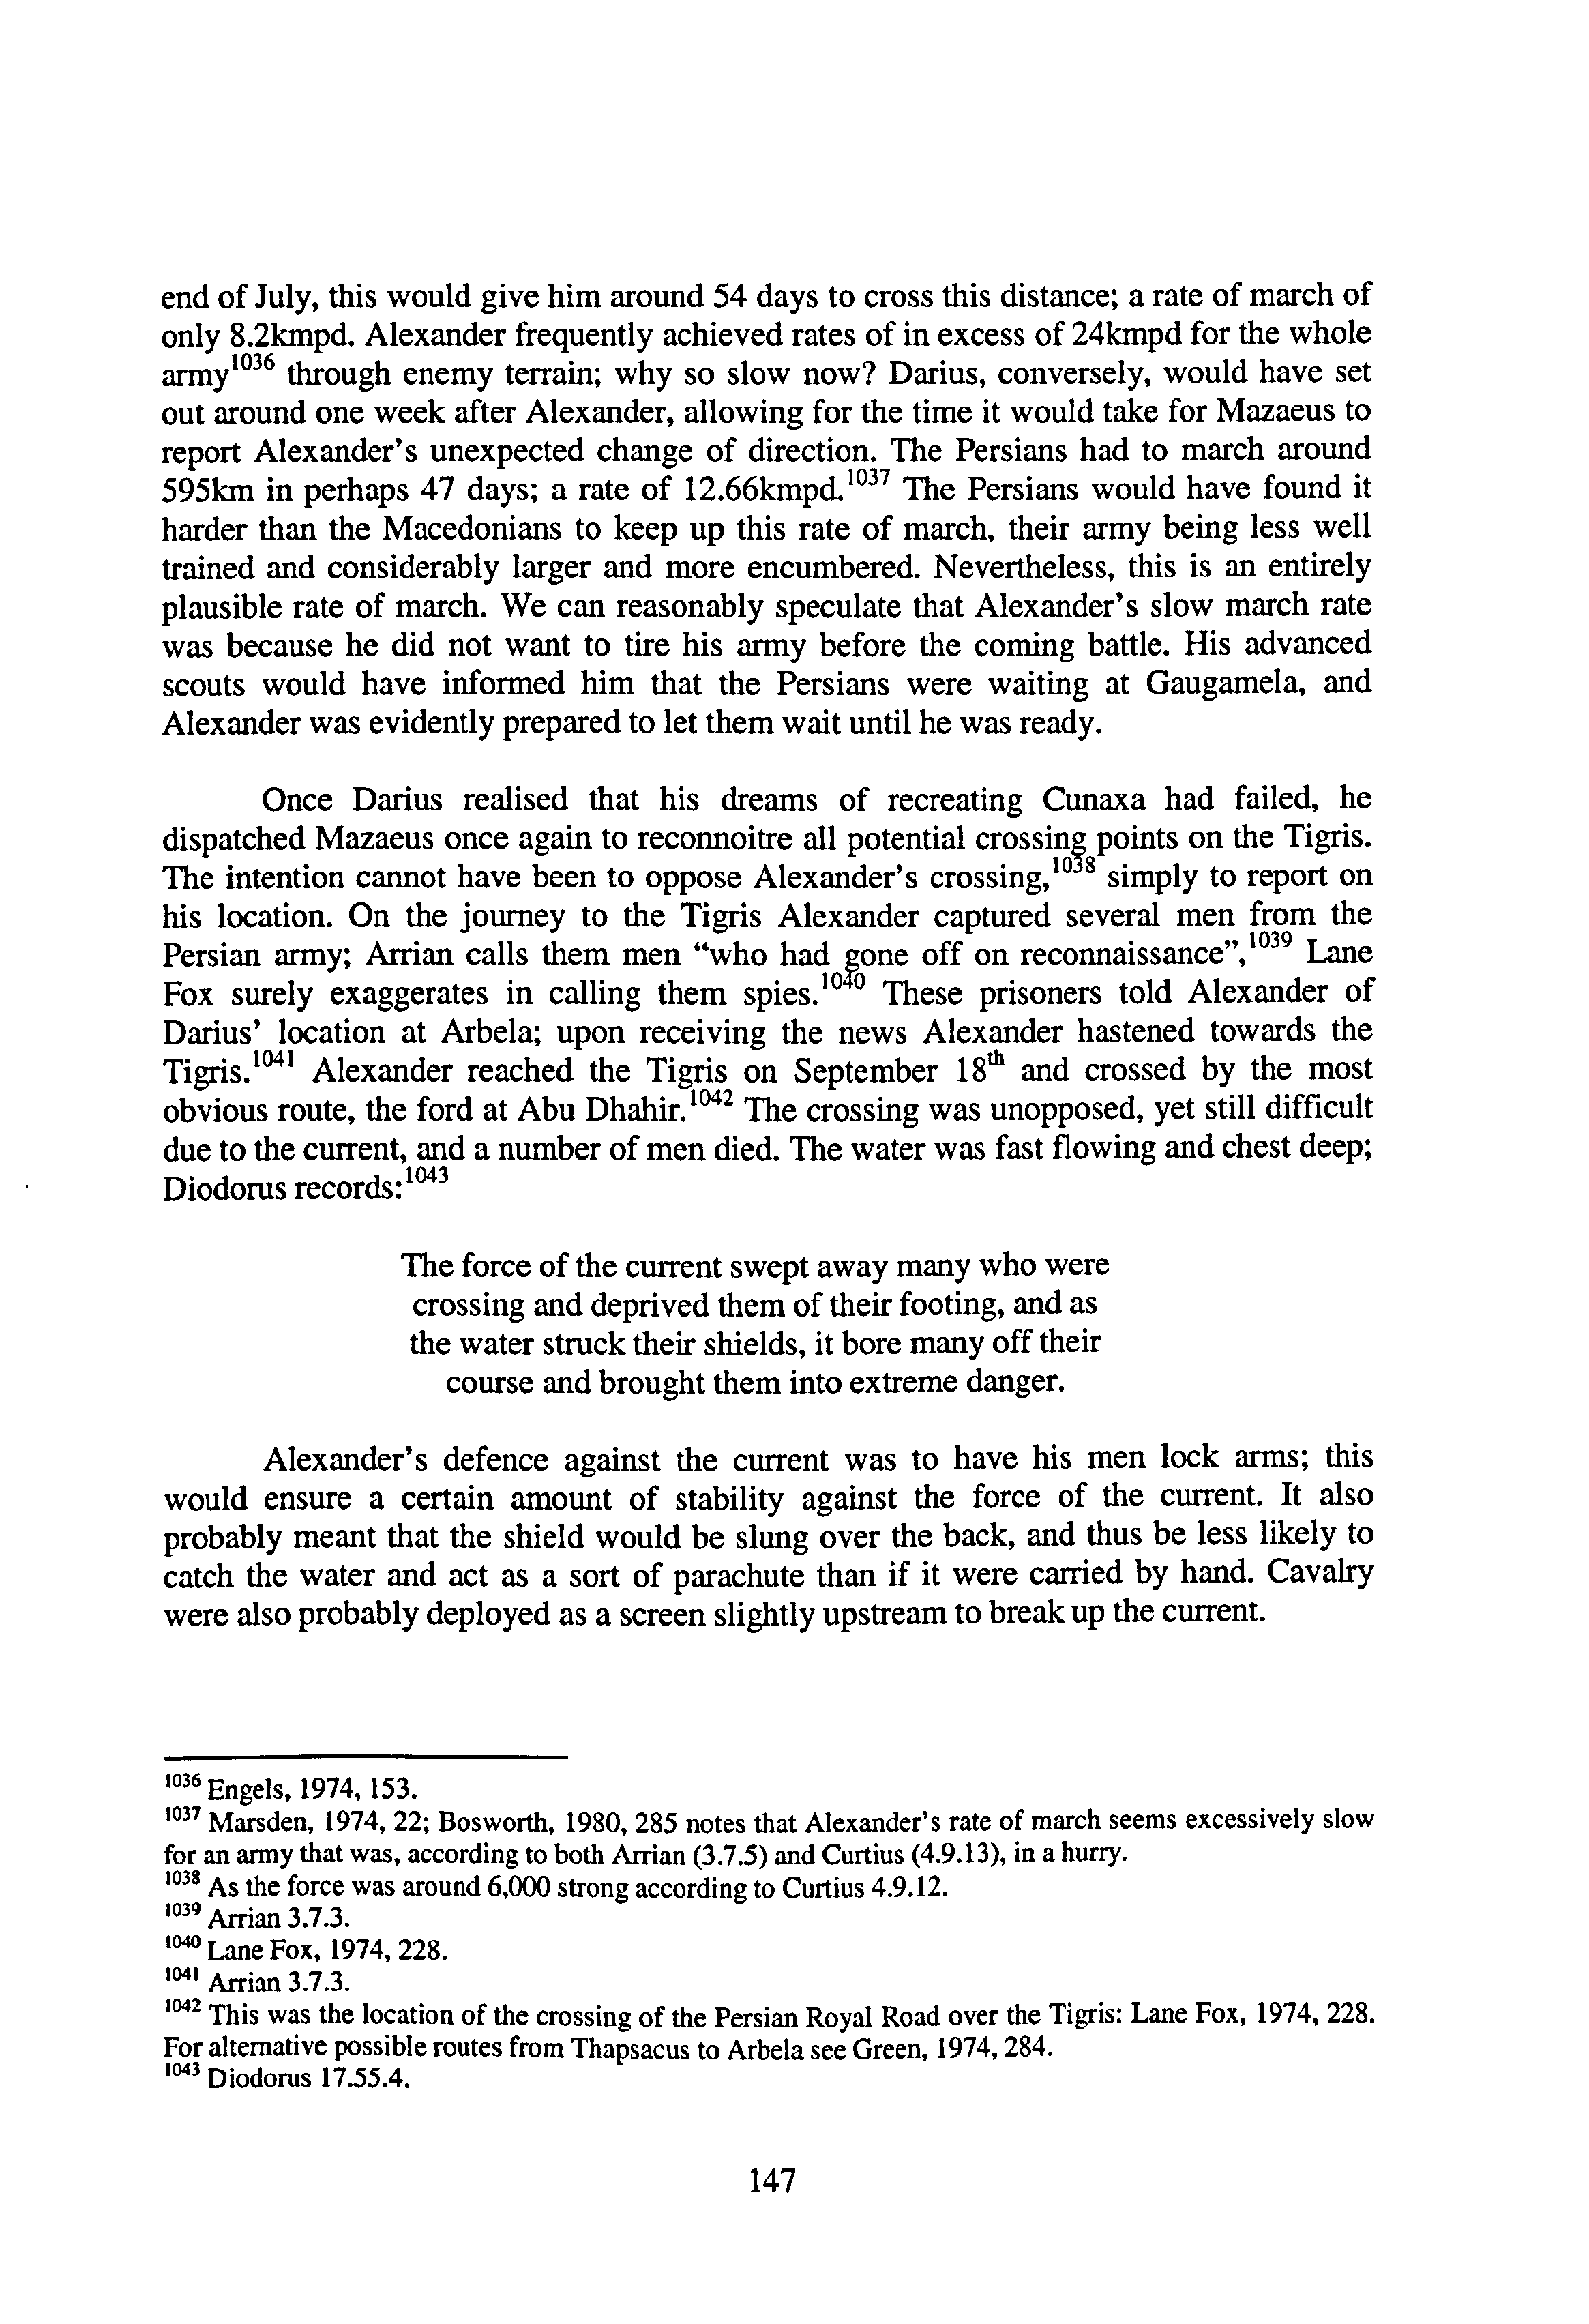 end of July, this would give him around 54 days to cross this distance; a rate of march of
only 8.2kmpd. Alexander frequently achieved rates of in excess of 24kmpd for the whole
army¹⁰³⁶ through enemy terrain; why so slow now? Darius, conversely, would have set
out around one week after Alexander, allowing for the time it would take for Mazaeus to
report Alexander's unexpected change of direction. The Persians had to march around
595km in perhaps 47 days; a rate of 12.66kmpd.¹⁰³⁷ The Persians would have found it
harder than the Macedonians to keep up this rate of march, their army being less well
trained and considerably larger and more encumbered. Nevertheless, this is an entirely
plausible rate of march. We can reasonably speculate that Alexander's slow march rate
was because he did not want to tire his army before the coming battle. His advanced
scouts would have informed him that the Persians were waiting at Gaugamela, and
Alexander was evidently prepared to let them wait until he was ready.
Once Darius realised that his dreams of recreating Cunaxa had failed, he
dispatched Mazaeus once again to reconnoitre all potential crossing points on the Tigris.
The intention cannot have been to oppose Alexander's crossing,¹⁰³⁸ simply to report on
his location. On the journey to the Tigris Alexander captured several men from the
Persian army; Arrian calls them men “who had gone off on reconnaissance”,¹⁰³⁹ Lane
Fox surely exaggerates in calling them spies.¹⁰⁴⁰ These prisoners told Alexander of
Darius' location at Arbela; upon receiving the news Alexander hastened towards the
Tigris.¹⁰⁴¹ Alexander reached the Tigris on September 18th and crossed by the most
obvious route, the ford at Abu Dhahir.¹⁰⁴² The crossing was unopposed, yet still difficult
due to the current, and a number of men died. The water was fast flowing and chest deep;
Diodorus records:¹⁰⁴³
The force of the current swept away many who were
crossing and deprived them of their footing, and as
the water struck their shields, it bore many off their
course and brought them into extreme danger.
Alexander's defence against the current was to have his men lock arms; this
would ensure a certain amount of stability against the force of the current. It also
probably meant that the shield would be slung over the back, and thus be less likely to
catch the water and act as a sort of parachute than if it were carried by hand. Cavalry
were also probably deployed as a screen slightly upstream to break up the current.
¹⁰³⁶ Engels, 1974, 153.
¹⁰³⁷ Marsden, 1974, 22; Bosworth, 1980, 285 notes that Alexander's rate of march seems excessively slow
for an army that was, according to both Arrian (3.7.5) and Curtius (4.9.13), in a hurry.
¹⁰³⁸ As the force was around 6,000 strong according to Curtius 4.9.12.
¹⁰³⁹ Arrian 3.7.3.
¹⁰⁴⁰ Lane Fox, 1974, 228.
¹⁰⁴¹ Arrian 3.7.3.
¹⁰⁴² This was the location of the crossing of the Persian Royal Road over the Tigris: Lane Fox, 1974, 228.
For alternative possible routes from Thapsacus to Arbela see Green, 1974, 284.
¹⁰⁴³ Diodorus 17.55.4.
147